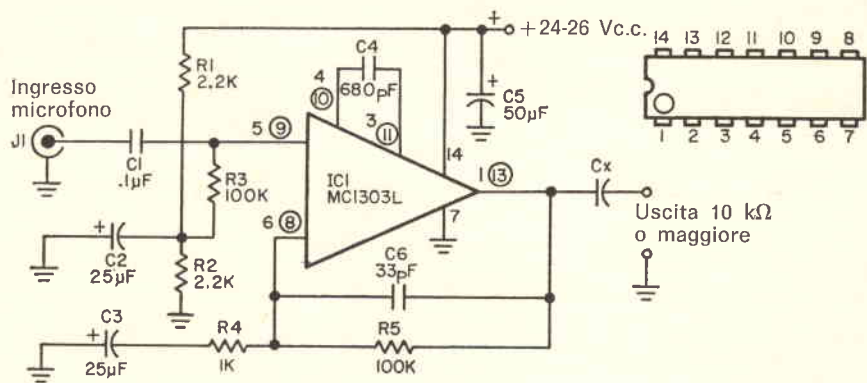 +24-26 Vc.c.
R1
2,2K
C4
680pF
4
⑩
3
⑪
+
C5
50µF
14 13 12 11 10 9 8
1 2 3 4 5 6 7
Ingresso
microfono
J1
C1
.1µF
5 ⑨
R3
100K
IC1
MC1303L
14
7
1 ⑬
Cx
Uscita 10 kΩ
o maggiore
6 ⑧
+
C2
25µF
R2
2.2K
C6
33pF
C3
+
25µF
R4
1K
R5
100K